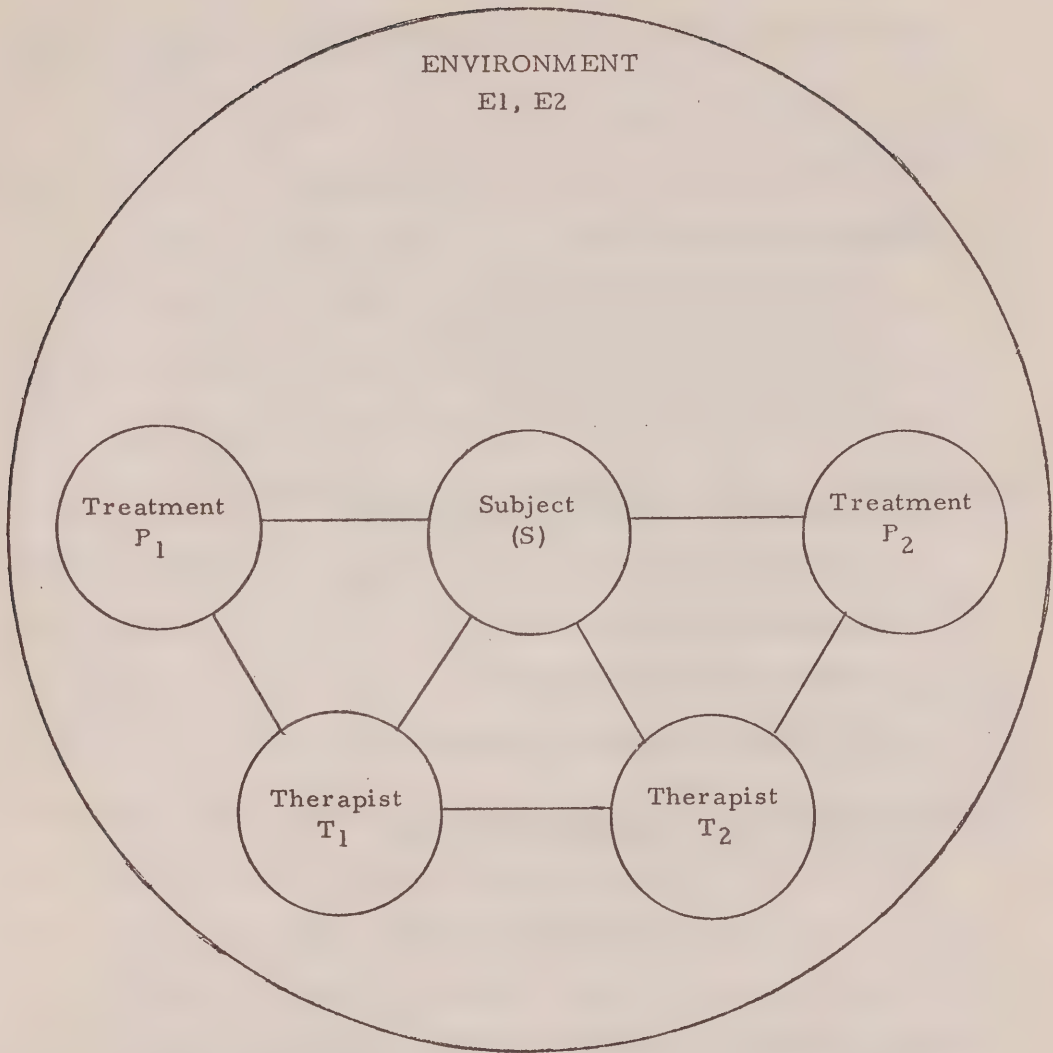 ENVIRONMENT
E1, E2
Treatment
P1
Subject
(S)
Treatment
P2
Therapist
T1
Therapist
T2